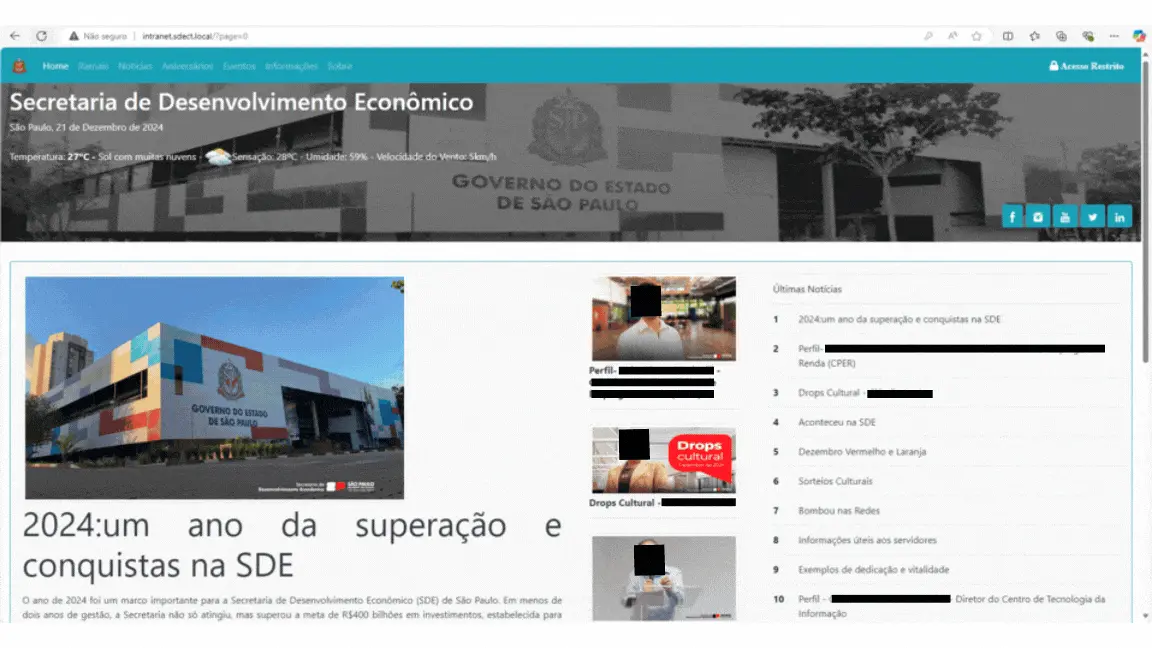 Não seguro
intranet.sdect.local/?page=0
Home Ramais Notícias Aniversários Eventos Informações Sobre
Acesso Restrito
Secretaria de Desenvolvimento Econômico
São Paulo, 21 de Dezembro de 2024
Temperatura: 27°C - Sol com muitas nuvens - Sensação: 28ºC - Umidade: 59% - Velocidade do Vento: 5km/h
SP
GOVERNO DO ESTADO
DE SÃO PAULO
GOVERNO DO ESTADO
DE SÃO PAULO
Secretaria de
Desenvolvimento Econômico
SÃO PAULO
2024:um ano da superação e
conquistas na SDE
O ano de 2024 foi um marco importante para a Secretaria de Desenvolvimento Econômico (SDE) de São Paulo. Em menos de
dois anos de gestão, a Secretaria não só atingiu, mas superou a meta de R$400 bilhões em investimentos, estabelecida para
Perfil- -
Drops
cultural
Drops Cultural -
Últimas Notícias
1 2024:um ano da superação e conquistas na SDE
2 Perfil-
Renda (CPER)
3 Drops Cultural -
4 Aconteceu na SDE
5 Dezembro Vermelho e Laranja
6 Sorteios Culturais
7 Bombou nas Redes
8 Informações úteis aos servidores
9 Exemplos de dedicação e vitalidade
10 Perfil - - Diretor do Centro de Tecnologia da
Informação